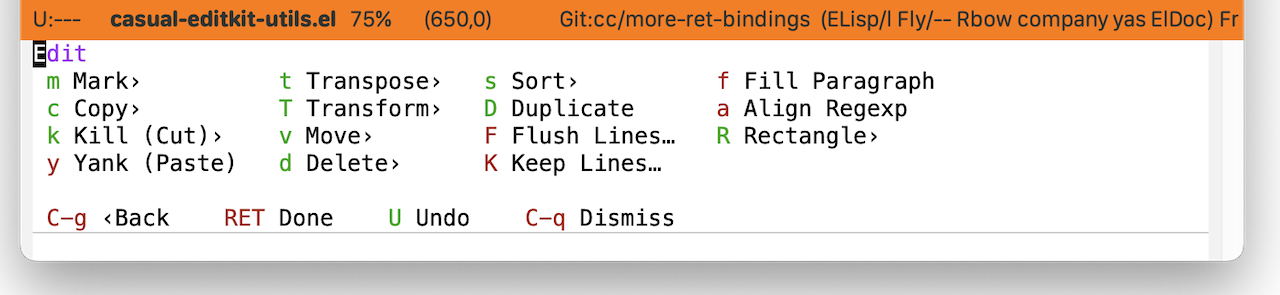 U:--- casual-editkit-utils.el 75% (650,0) Git:cc/more-ret-bindings (ELisp/l Fly/-- Rbow company yas ElDoc) Fr
Edit
m Mark› t Transpose› s Sort› f Fill Paragraph
c Copy› T Transform› D Duplicate a Align Regexp
k Kill (Cut)› v Move› F Flush Lines… R Rectangle›
y Yank (Paste) d Delete› K Keep Lines…
C-g ‹Back RET Done U Undo C-q Dismiss